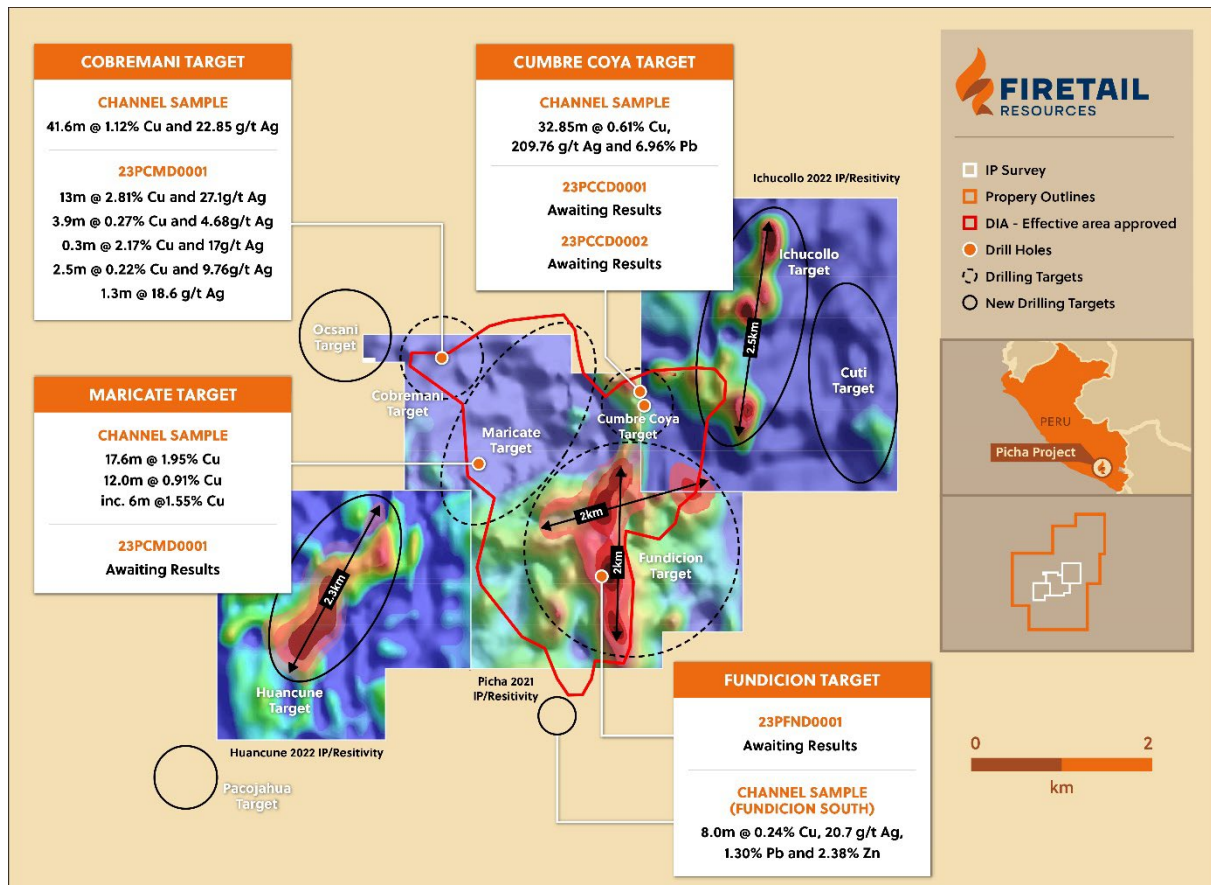 COBREMANI TARGET
CHANNEL SAMPLE
41.6m @ 1.12% Cu and 22.85 g/t Ag
23PCMD0001
13m @ 2.81% Cu and 27.1g/t Ag
3.9m @ 0.27% Cu and 4.68g/t Ag
0.3m @ 2.17% Cu and 17g/t Ag
2.5m @ 0.22% Cu and 9.76g/t Ag
1.3m @ 18.6 g/t Ag
CUMBRE COYA TARGET
CHANNEL SAMPLE
32.85m @ 0.61% Cu,
209.76 g/t Ag and 6.96% Pb
23PCCD0001
Awaiting Results
23PCCD0002
Awaiting Results
FIRETAIL
RESOURCES
IP Survey
Propery Outlines
DIA - Effective area approved
Drill Holes
Drilling Targets
New Drilling Targets
Ichucollo 2022 IP/Resitivity
Ichucollo
Target
2.5km
Cuti
Target
Ocsani
Target
Cobremani
Target
Maricate
Target
Cumbre Coya
Target
MARICATE TARGET
CHANNEL SAMPLE
17.6m @ 1.95% Cu
12.0m @ 0.91% Cu
inc. 6m @1.55% Cu
23PCMD0001
Awaiting Results
2km
2km
Fundicion
Target
2.3km
Huancune
Target
Picha 2021
IP/Resitivity
Huancune 2022 IP/Resitivity
Pacojahua
Target
FUNDICION TARGET
23PFND0001
Awaiting Results
CHANNEL SAMPLE
(FUNDICION SOUTH)
8.0m @ 0.24% Cu, 20.7 g/t Ag,
1.30% Pb and 2.38% Zn
PERU
Picha Project
0 2
km